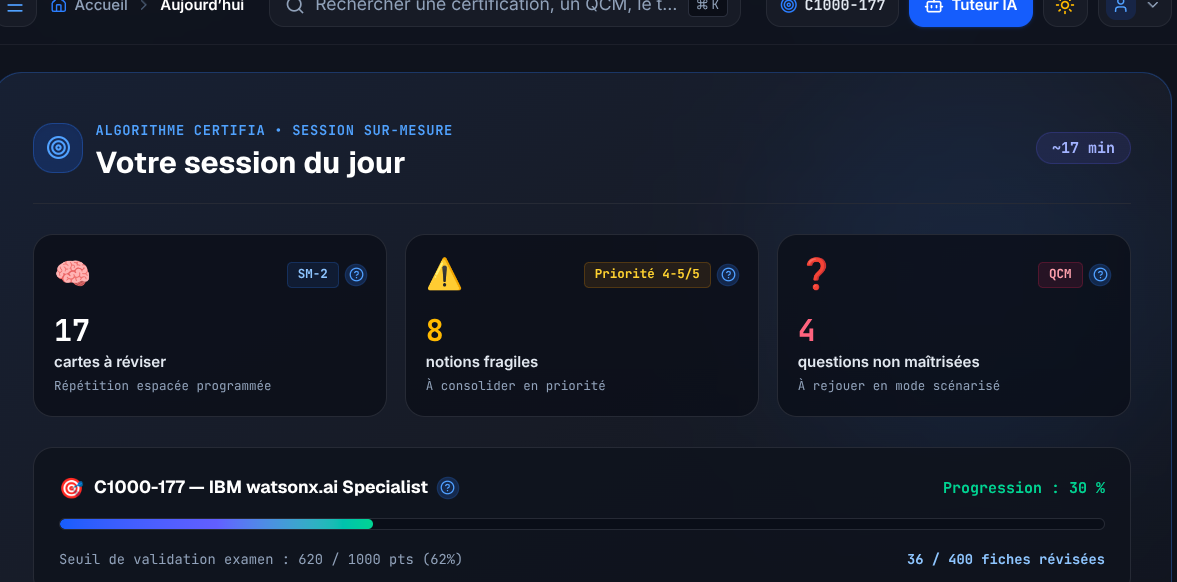 Accueil > Aujourd'hui
Rechercher une certification, un QCM, le t... ⌘K
C1000-177
Tuteur IA
ALGORITHME CERTIFIA • SESSION SUR-MESURE
Votre session du jour
~17 min
SM-2 ?
17
cartes à réviser
Répétition espacée programmée
Priorité 4-5/5 ?
8
notions fragiles
À consolider en priorité
QCM ?
4
questions non maîtrisées
À rejouer en mode scénarisé
C1000-177 — IBM watsonx.ai Specialist ?
Progression : 30 %
Seuil de validation examen : 620 / 1000 pts (62%)
36 / 400 fiches révisées